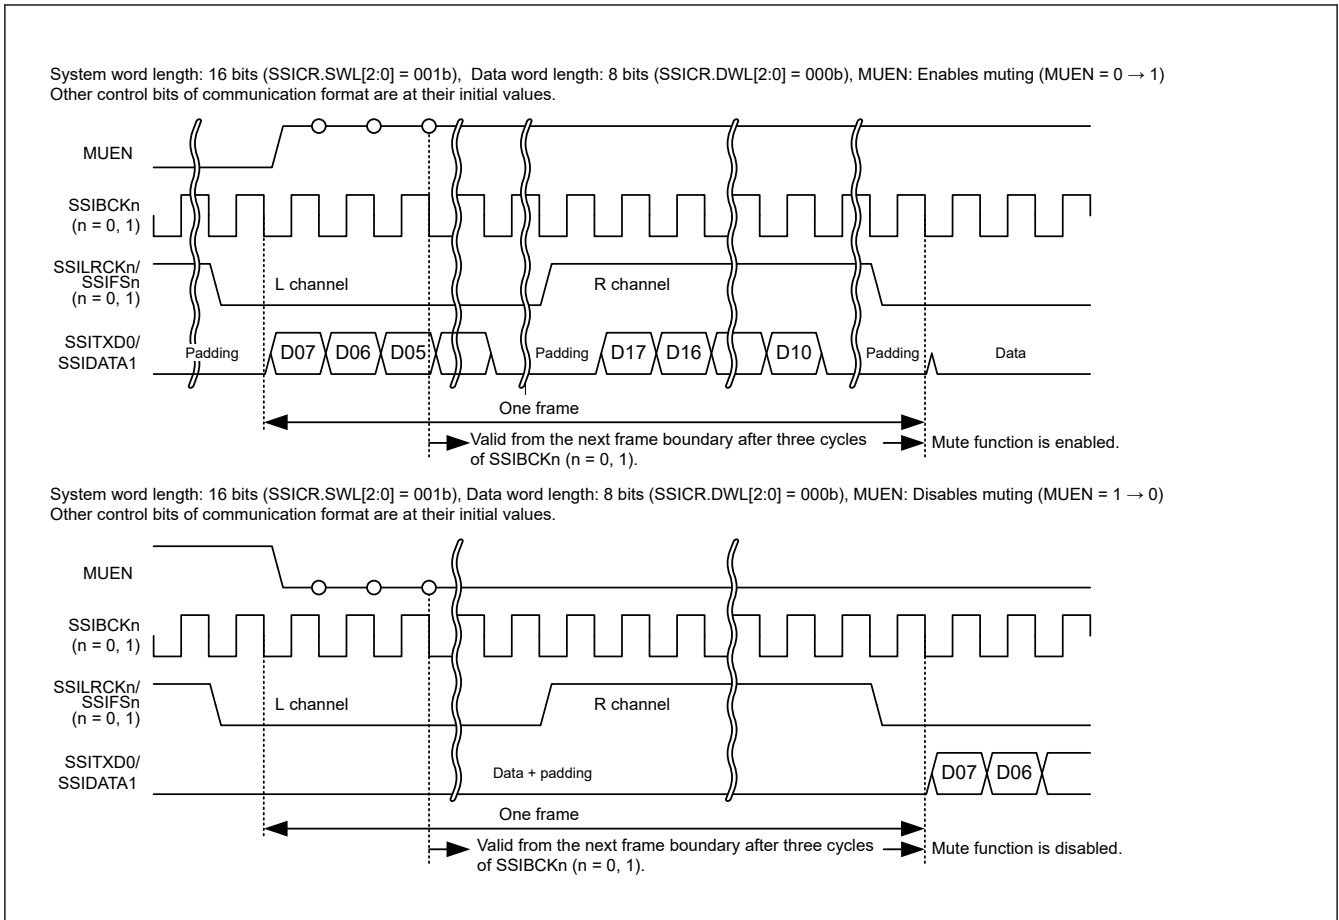 System word length: 16 bits (SSICR.SWL[2:0] = 001b),  Data word length: 8 bits (SSICR.DWL[2:0] = 000b), MUEN: Enables muting (MUEN = 0 → 1)
Other control bits of communication format are at their initial values.
MUEN
SSIBCKn
(n = 0, 1)
SSILRCKn/
SSIFSn
(n = 0, 1)
L channel
R channel
SSITXD0/
SSIDATA1
Padding
D07
D06
D05
Padding
D17
D16
D10
Padding
Data
One frame
Valid from the next frame boundary after three cycles
of SSIBCKn (n = 0, 1).
Mute function is enabled.
System word length: 16 bits (SSICR.SWL[2:0] = 001b), Data word length: 8 bits (SSICR.DWL[2:0] = 000b), MUEN: Disables muting (MUEN = 1 → 0)
Other control bits of communication format are at their initial values.
MUEN
SSIBCKn
(n = 0, 1)
SSILRCKn/
SSIFSn
(n = 0, 1)
L channel
R channel
SSITXD0/
SSIDATA1
Data + padding
D07
D06
One frame
Valid from the next frame boundary after three cycles
of SSIBCKn (n = 0, 1).
Mute function is disabled.